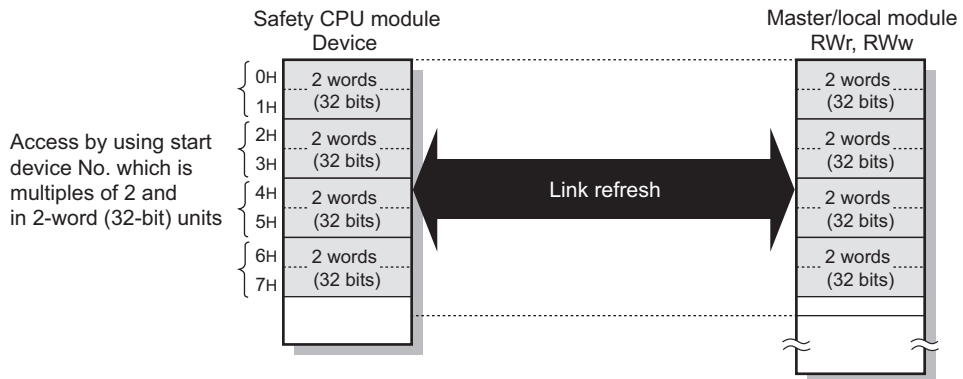 Safety CPU module
Device
Master/local module
RWr, RWw
Access by using start
device No. which is
multiples of 2 and
in 2-word (32-bit) units
0H
1H
2 words
(32 bits)
2H
3H
2 words
(32 bits)
4H
5H
2 words
(32 bits)
6H
7H
2 words
(32 bits)
Link refresh
2 words
(32 bits)
2 words
(32 bits)
2 words
(32 bits)
2 words
(32 bits)